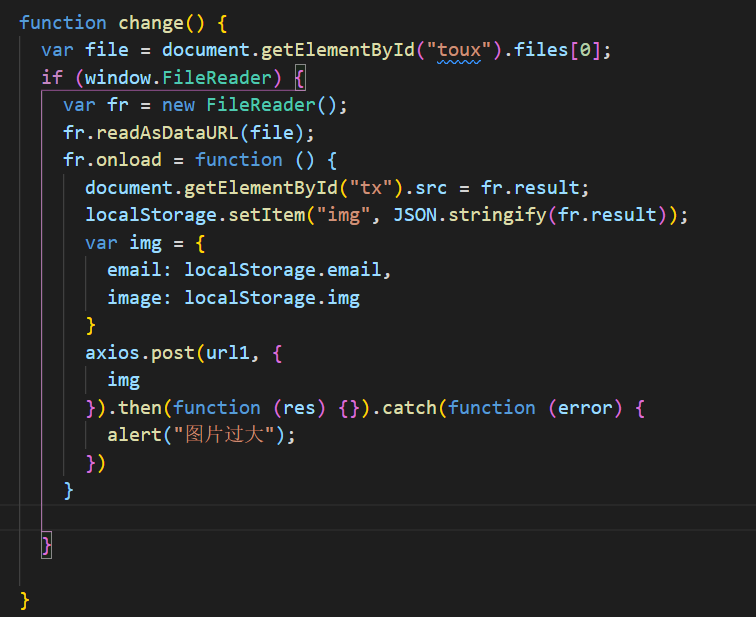 function change() {
var file = document.getElementById("toux").files[0];
if (window.FileReader) {
var fr = new FileReader();
fr.readAsDataURL(file);
fr.onload = function () {
document.getElementById("tx").src = fr.result;
localStorage.setItem("img", JSON.stringify(fr.result));
var img = {
email: localStorage.email,
image: localStorage.img
}
axios.post(url1, {
img
}).then(function (res) {}).catch(function (error) {
alert("图片过大");
})
}
}
}